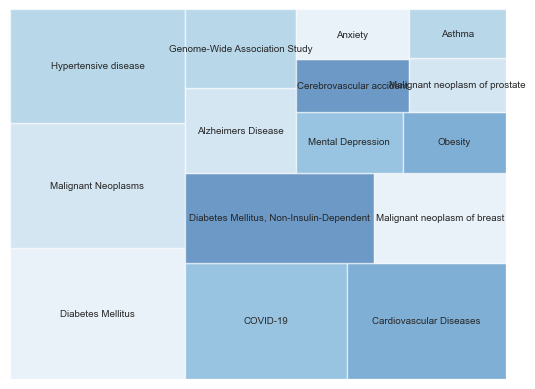 Genome-Wide Association Study
Anxiety
Asthma
Hypertensive disease
Cerebrovascular accident
Malignant neoplasm of prostate
Alzheimers Disease
Mental Depression
Obesity
Malignant Neoplasms
Diabetes Mellitus, Non-Insulin-Dependent
Malignant neoplasm of breast
Diabetes Mellitus
COVID-19
Cardiovascular Diseases